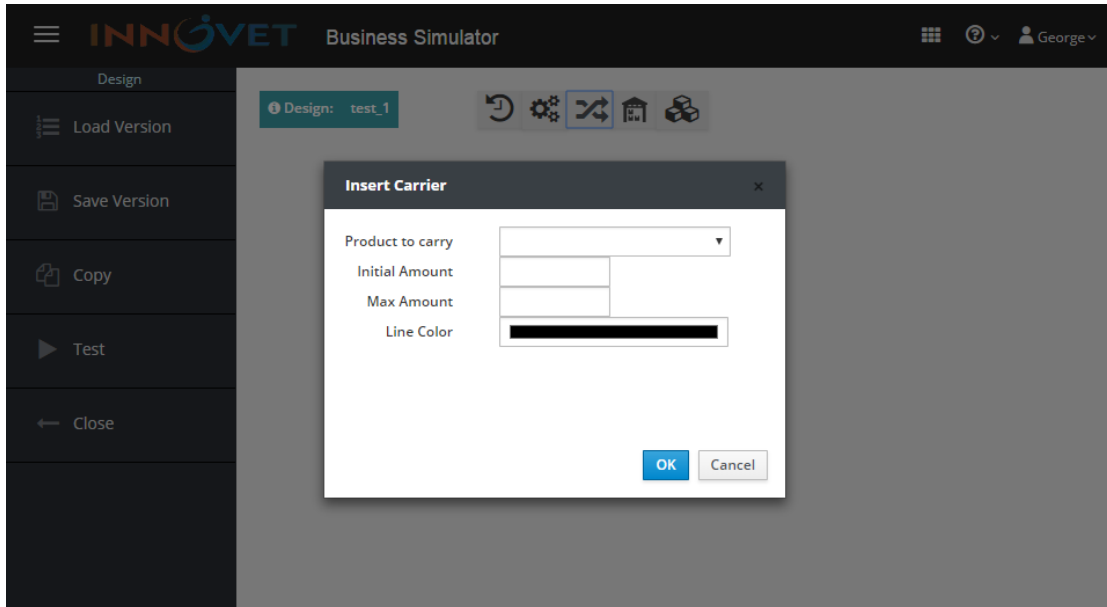 INNOVET Business Simulator
George
Design
Design: test_1
Load Version
Save Version
Copy
Test
Close
Insert Carrier
Product to carry
Initial Amount
Max Amount
Line Color
OK Cancel